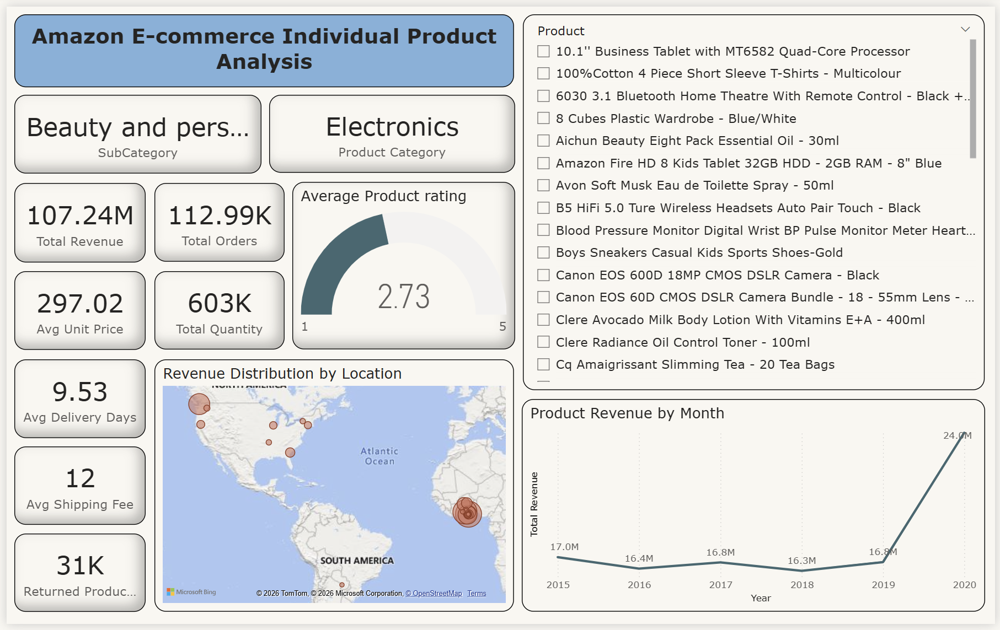 Amazon E-commerce Individual Product
Analysis
Beauty and pers...
SubCategory
Electronics
Product Category
107.24M
Total Revenue
112.99K
Total Orders
297.02
Avg Unit Price
603K
Total Quantity
Average Product rating
2.73
1
5
9.53
Avg Delivery Days
12
Avg Shipping Fee
31K
Returned Produc...
Revenue Distribution by Location
NORTH AMERICA
Atlantic
Ocean
SOUTH AMERICA
Microsoft Bing
© 2026 TomTom, © 2026 Microsoft Corporation, © OpenStreetMap Terms
Product
10.1'' Business Tablet with MT6582 Quad-Core Processor
100%Cotton 4 Piece Short Sleeve T-Shirts - Multicolour
6030 3.1 Bluetooth Home Theatre With Remote Control - Black +...
8 Cubes Plastic Wardrobe - Blue/White
Aichun Beauty Eight Pack Essential Oil - 30ml
Amazon Fire HD 8 Kids Tablet 32GB HDD - 2GB RAM - 8" Blue
Avon Soft Musk Eau de Toilette Spray - 50ml
B5 HiFi 5.0 Ture Wireless Headsets Auto Pair Touch - Black
Blood Pressure Monitor Digital Wrist BP Pulse Monitor Meter Heart...
Boys Sneakers Casual Kids Sports Shoes-Gold
Canon EOS 600D 18MP CMOS DSLR Camera - Black
Canon EOS 60D CMOS DSLR Camera Bundle - 18 - 55mm Lens - ...
Clere Avocado Milk Body Lotion With Vitamins E+A - 400ml
Clere Radiance Oil Control Toner - 100ml
Cq Amaigrissant Slimming Tea - 20 Tea Bags
Product Revenue by Month
Total Revenue
17.0M
16.4M
16.8M
16.3M
16.8M
24.0M
2015
2016
2017
2018
2019
2020
Year